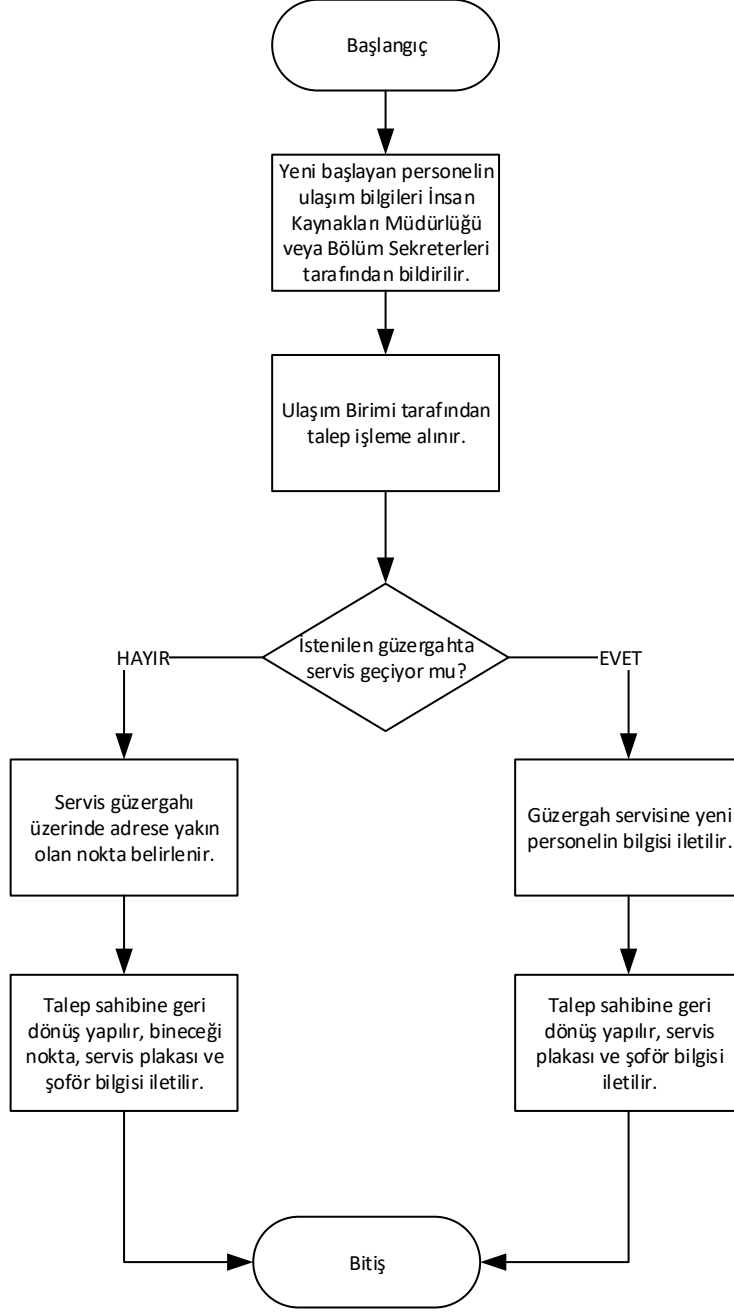 Başlangıç
Yeni başlayan personelin
ulaşım bilgileri İnsan
Kaynakları Müdürlüğü
veya Bölüm Sekreterleri
tarafından bildirilir.
Ulaşım Birimi tarafından
talep işleme alınır.
İstenilen güzergahta
servis geçiyor mu?
HAYIR
EVET
Servis güzergahı
üzerinde adrese yakın
olan nokta belirlenir.
Güzergah servisine yeni
personelin bilgisi iletilir.
Talep sahibine geri
dönüş yapılır, bineceği
nokta, servis plakası ve
şoför bilgisi iletilir.
Talep sahibine geri
dönüş yapılır, servis
plakası ve şoför bilgisi
iletilir.
Bitiş